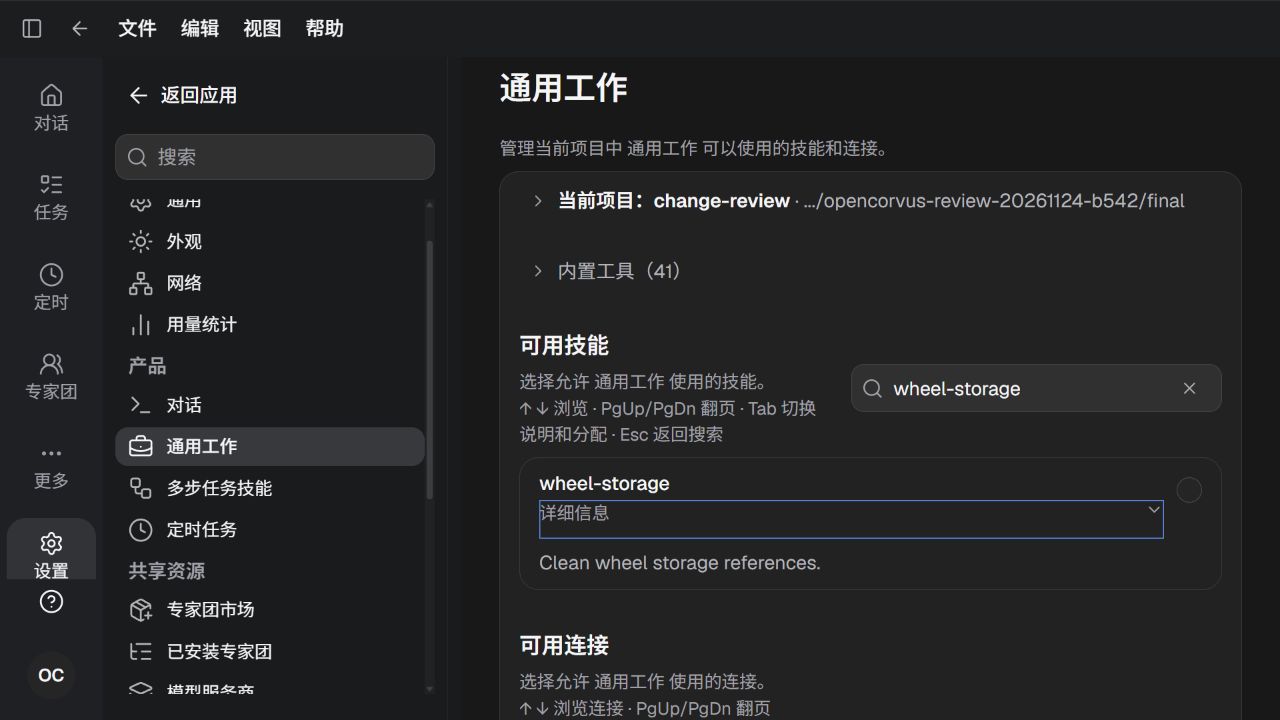 文件 编辑 视图 帮助
对话
任务
定时
专家团
更多
设置
OC
返回应用
搜索
通用
外观
网络
用量统计
产品
对话
通用工作
多步任务技能
定时任务
共享资源
专家团市场
已安装专家团
模型服务商
通用工作
管理当前项目中 通用工作 可以使用的技能和连接。
当前项目：change-review · .../opencorvus-review-20261124-b542/final
内置工具（41）
可用技能
选择允许 通用工作 使用的技能。
↑↓ 浏览 · PgUp/PgDn 翻页 · Tab 切换
说明和分配 · Esc 返回搜索
wheel-storage
wheel-storage
详细信息
Clean wheel storage references.
可用连接
选择允许 通用工作 使用的连接。
↑↓ 浏览连接 · PgUp/PgDn 翻页